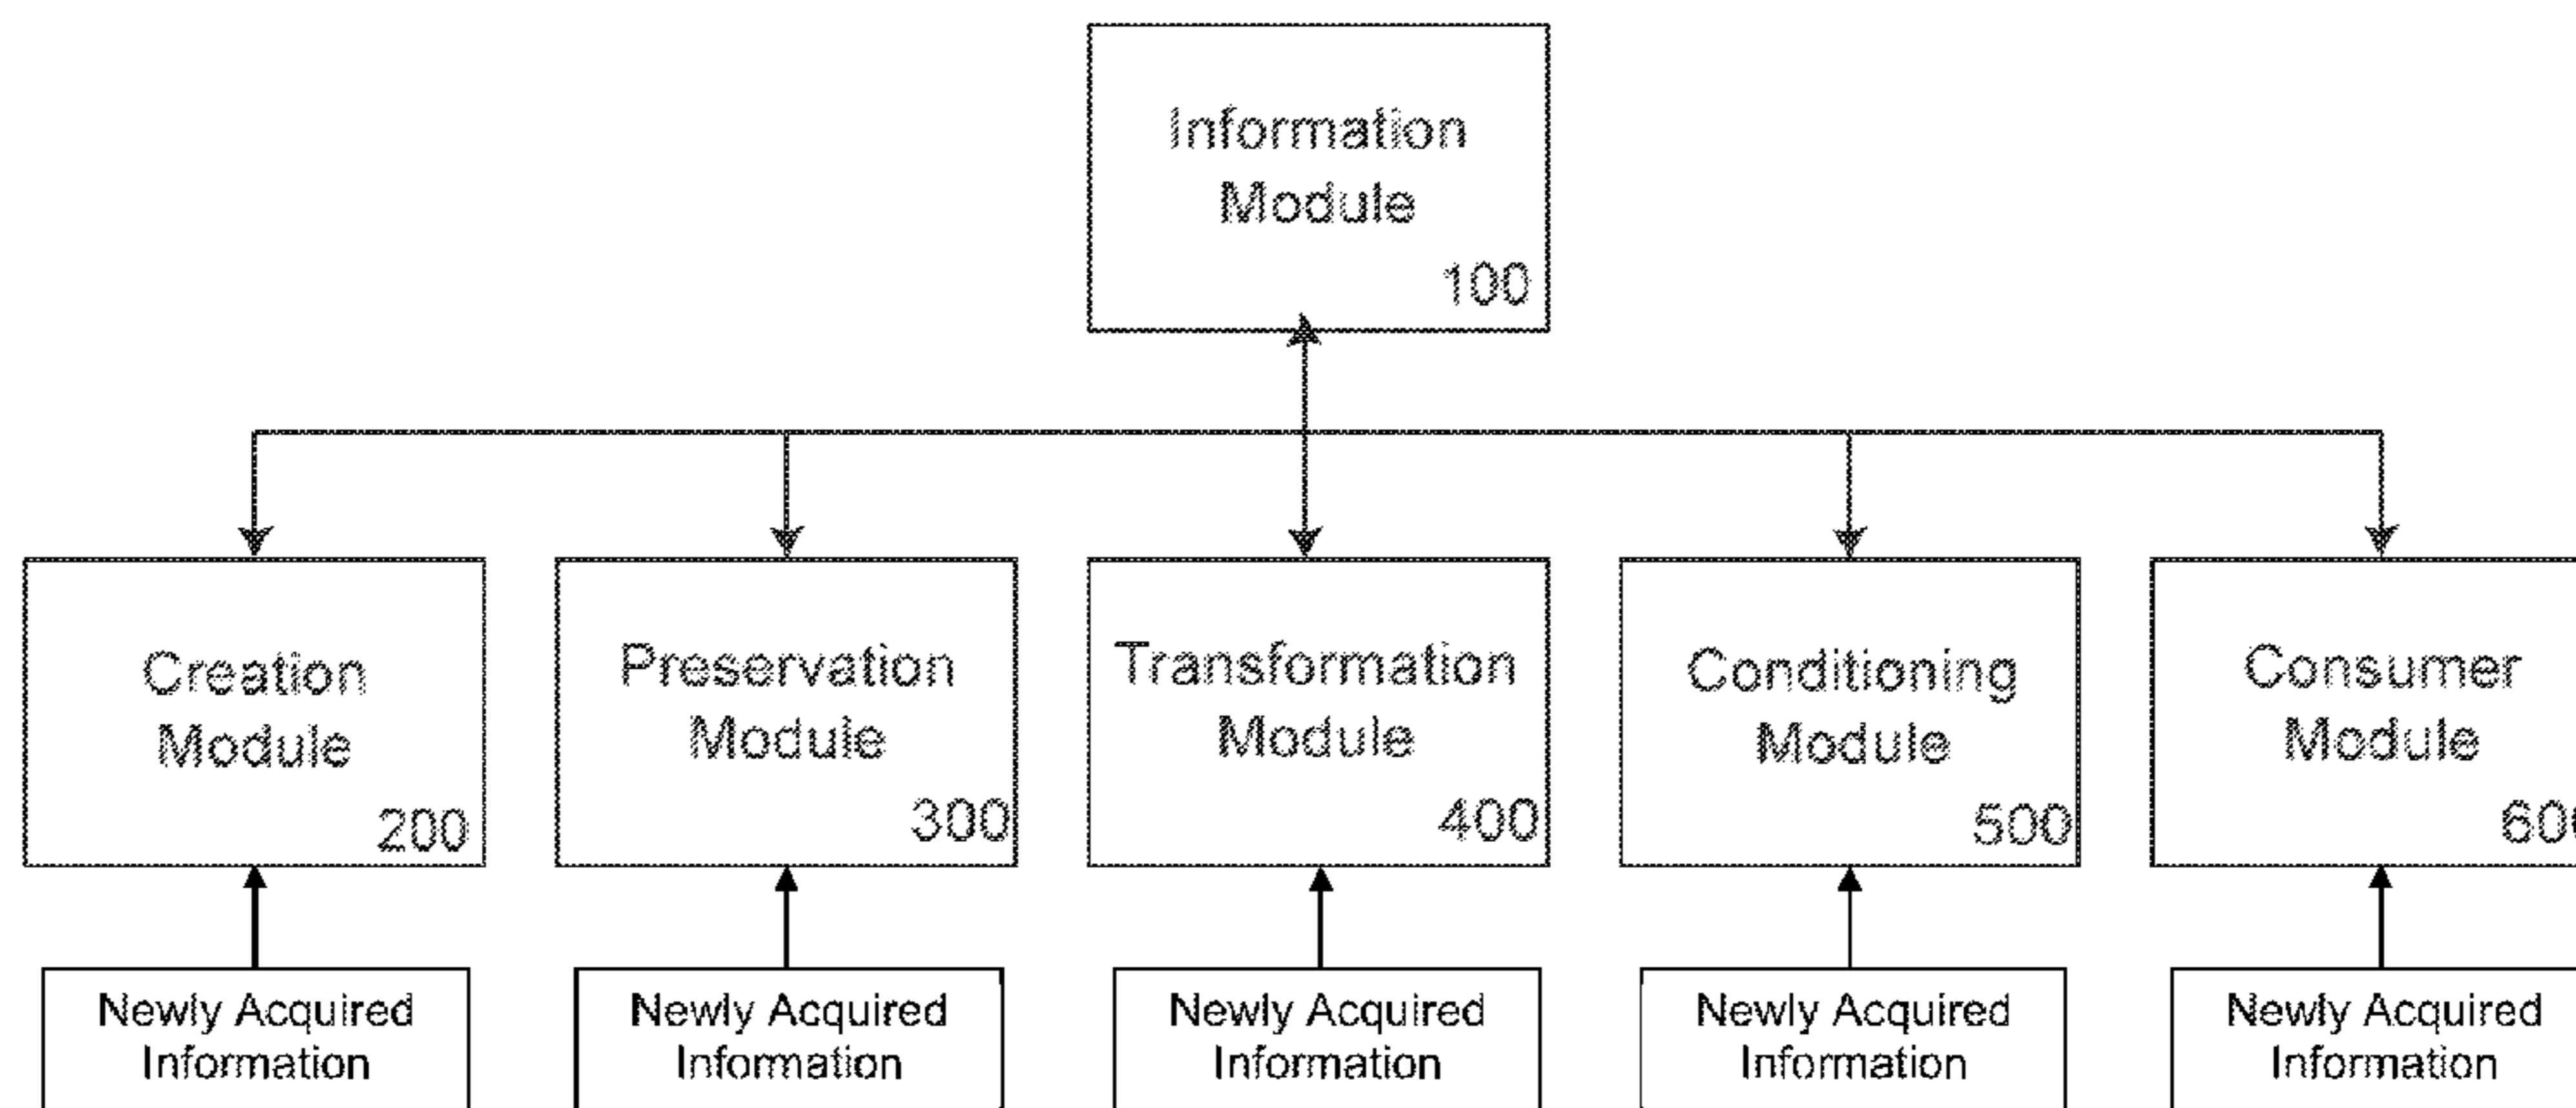 Information
Module
100
Creation
Module
200
Preservation
Module
300
Transformation
Module
400
Conditioning
Module
500
Consumer
Module
Newly Acquired
Information
Newly Acquired
Information
Newly Acquired
Information
Newly Acquired
Information
Newly Acquired
Information